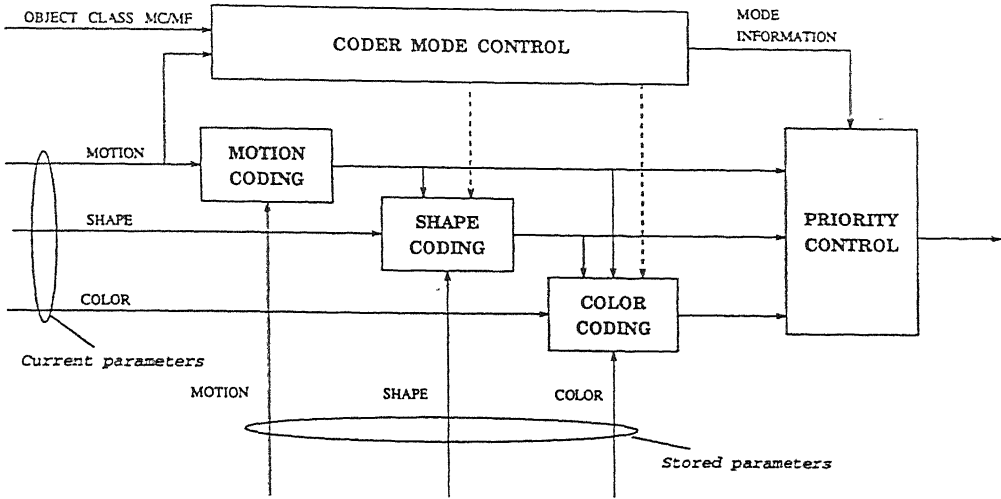 OBJECT CLASS MC/MF
CODER MODE CONTROL
MODE
INFORMATION
MOTION
MOTION
CODING
SHAPE
SHAPE
CODING
PRIORITY
CONTROL
COLOR
COLOR
CODING
Current parameters
MOTION
SHAPE
COLOR
Stored parameters